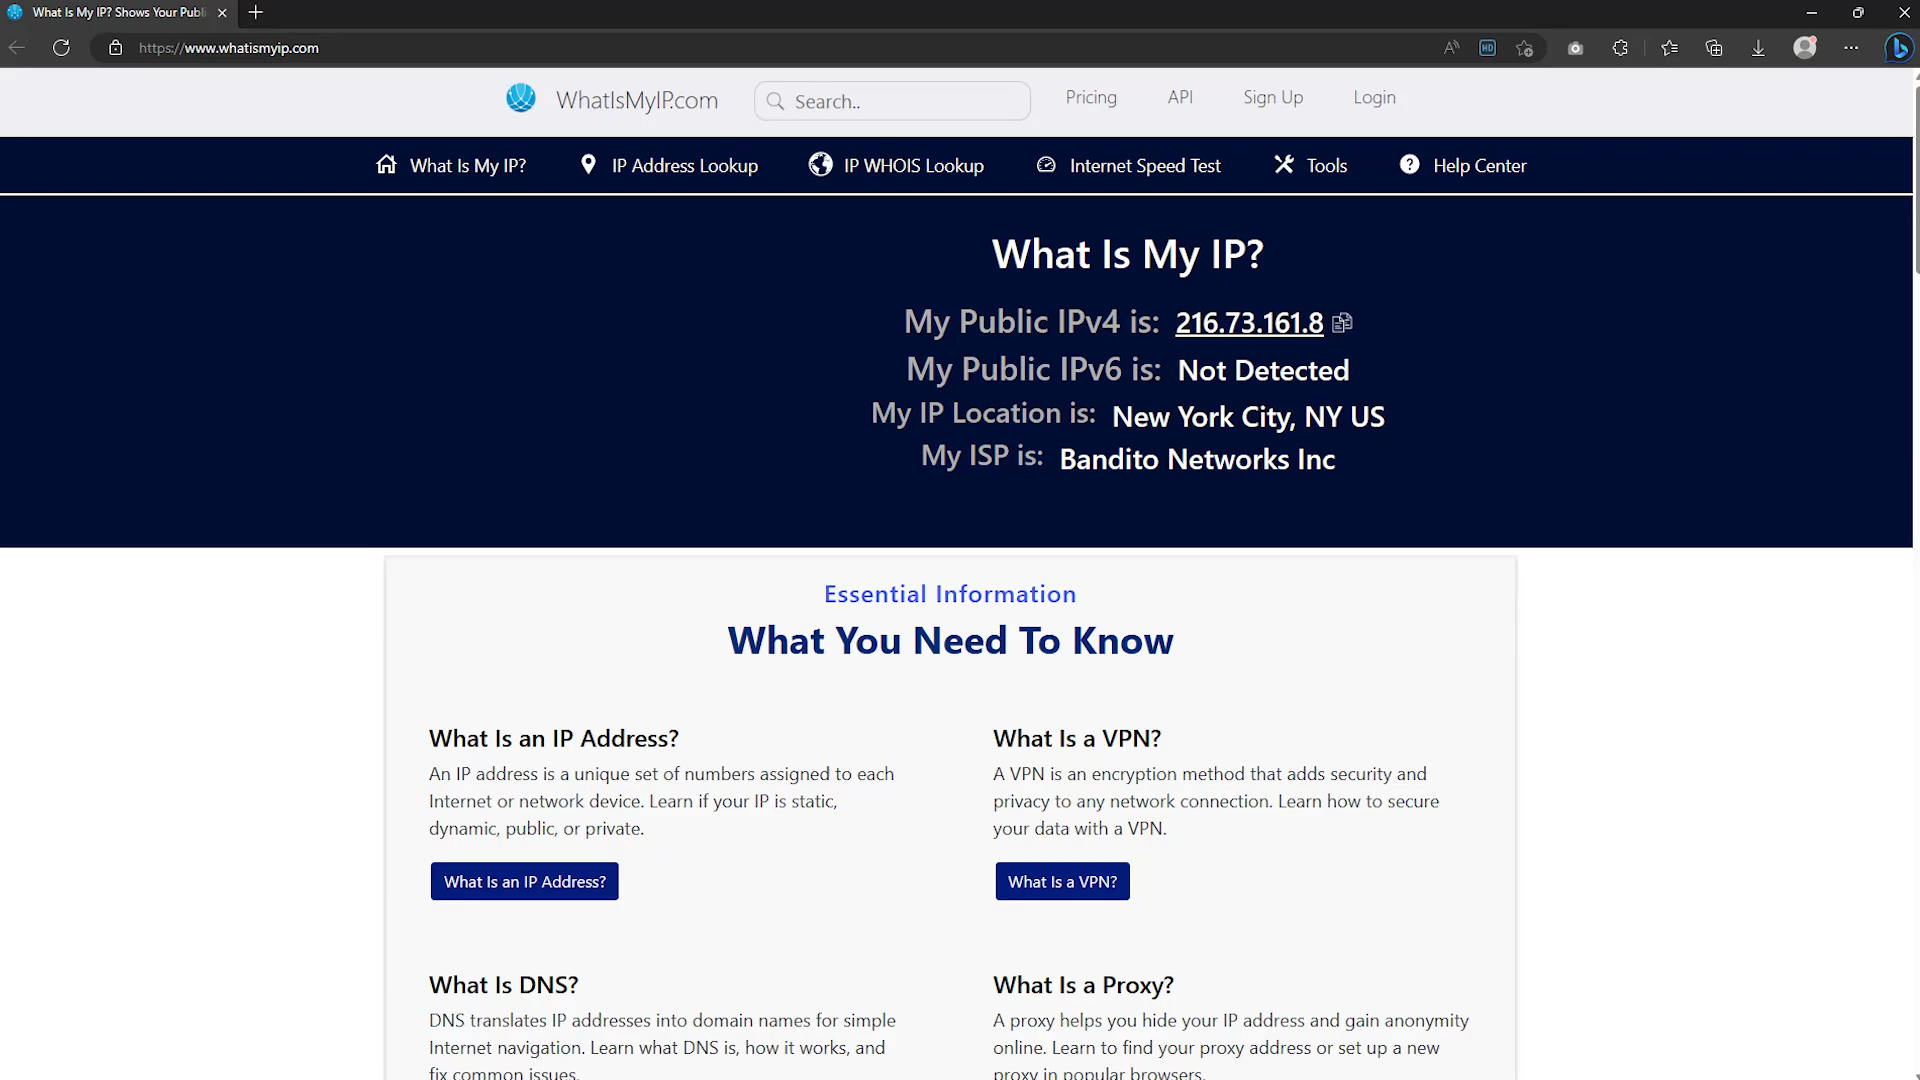 What Is My IP? Shows Your Publi
https://www.whatismyip.com
WhatIsMyIP.com
Search..
Pricing
API
Sign Up
Login
What Is My IP?
IP Address Lookup
IP WHOIS Lookup
Internet Speed Test
Tools
Help Center
What Is My IP?
My Public IPv4 is: 216.73.161.8
My Public IPv6 is: Not Detected
My IP Location is: New York City, NY US
My ISP is: Bandito Networks Inc
Essential Information
What You Need To Know
What Is an IP Address?
An IP address is a unique set of numbers assigned to each
Internet or network device. Learn if your IP is static,
dynamic, public, or private.
What Is an IP Address?
What Is a VPN?
A VPN is an encryption method that adds security and
privacy to any network connection. Learn how to secure
your data with a VPN.
What Is a VPN?
What Is DNS?
DNS translates IP addresses into domain names for simple
Internet navigation. Learn what DNS is, how it works, and
fix common issues.
What Is a Proxy?
A proxy helps you hide your IP address and gain anonymity
online. Learn to find your proxy address or set up a new
proxy in popular browsers.